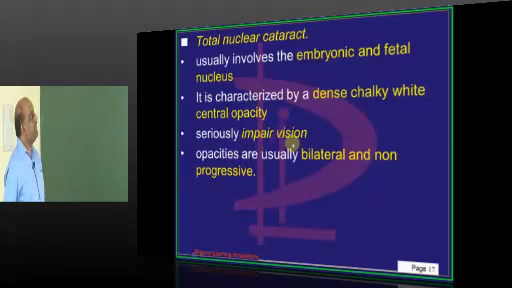 Total nuclear cataract.
usually involves the embryonic and fetal
nucleus
It is characterized by a dense chalky white
central opacity
seriously impair vision
opacities are usually bilateral and non
progressive.
Page 17